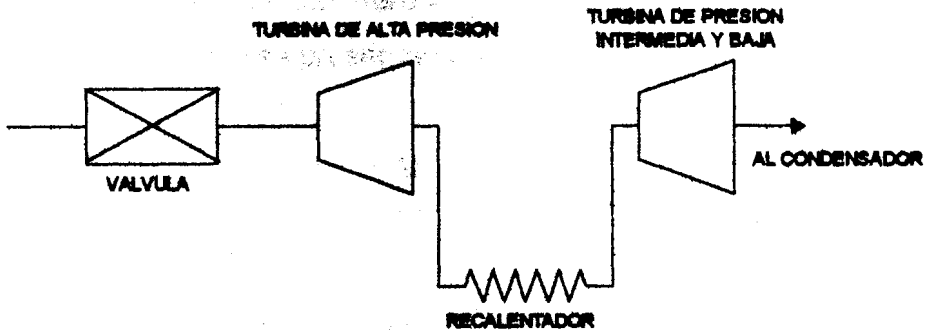 TURBINA DE ALTA PRESION
TURBINA DE PRESION
INTERMEDIA Y BAJA
VALVULA
AL CONDENSADOR
RECALENTADOR